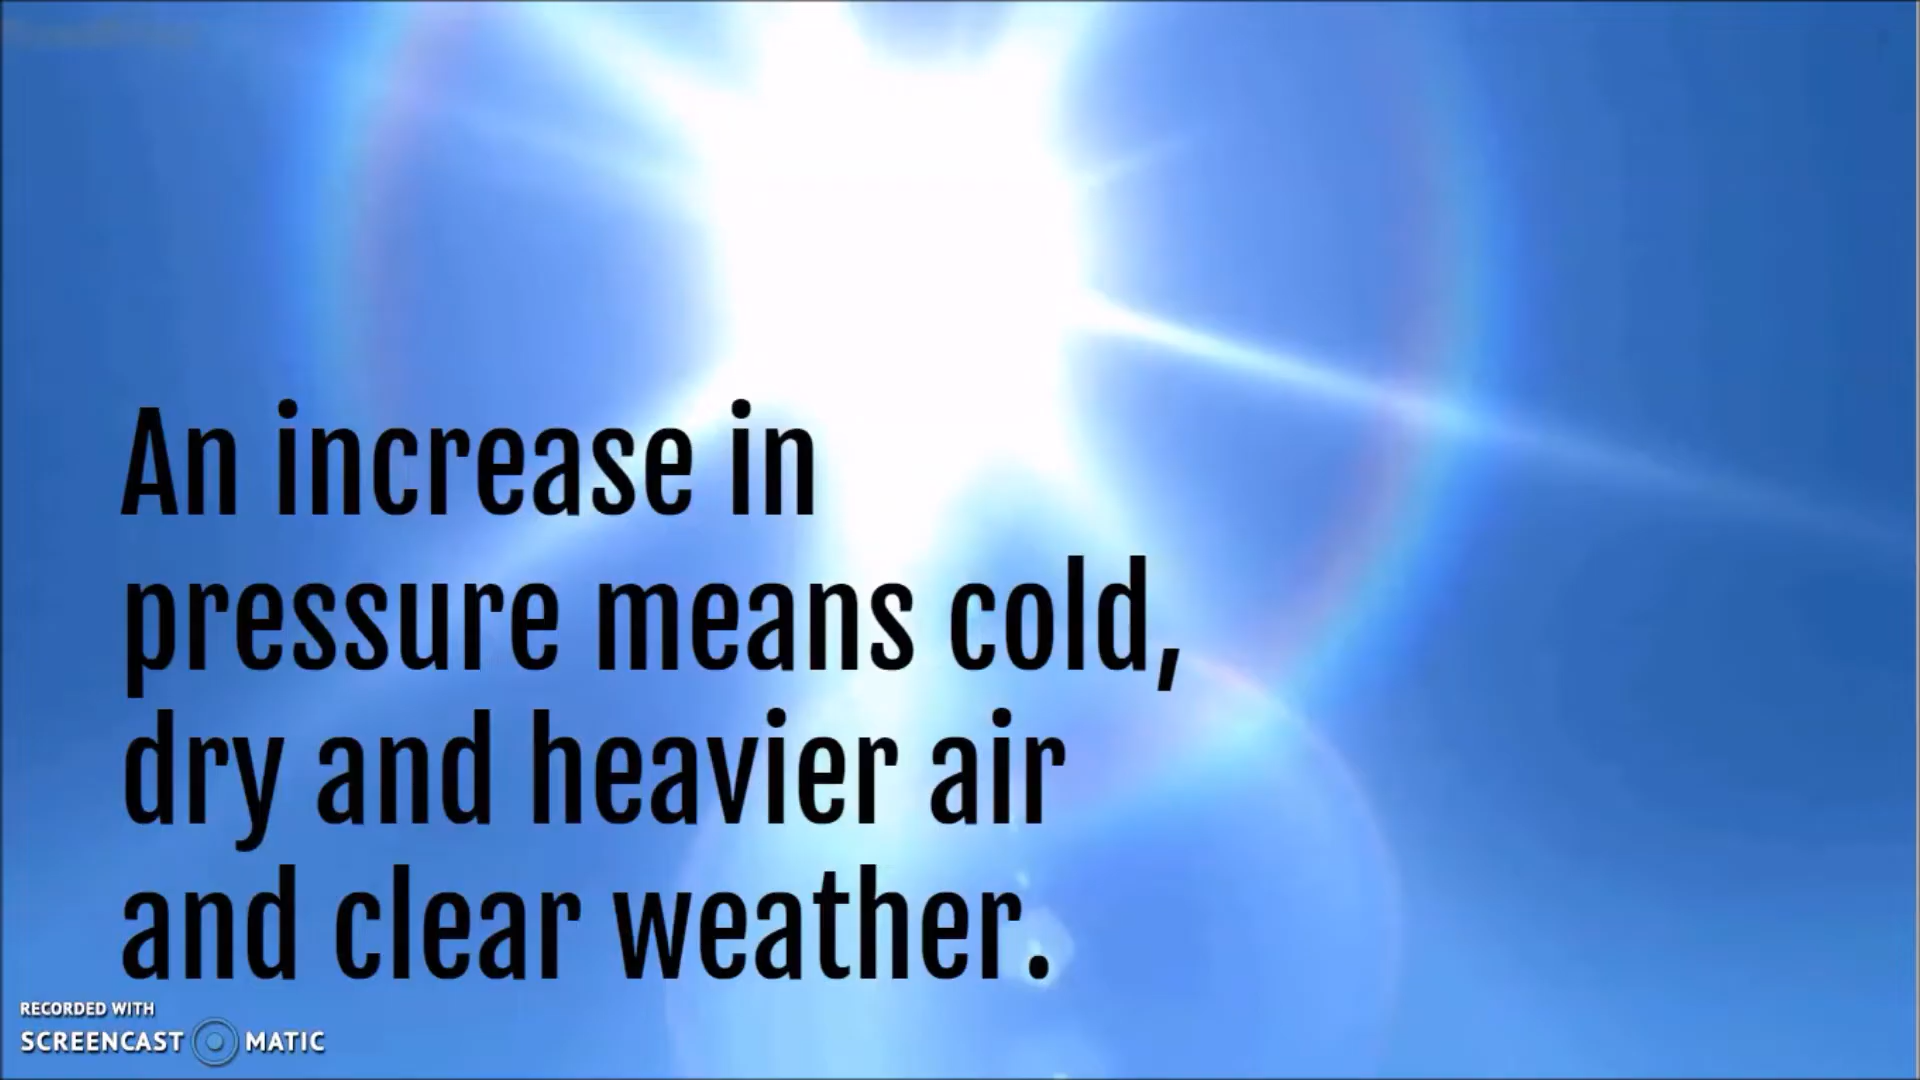 An increase in
pressure means cold,
dry and heavier air
and clear weather.
RECORDED WITH
SCREENCAST MATIC